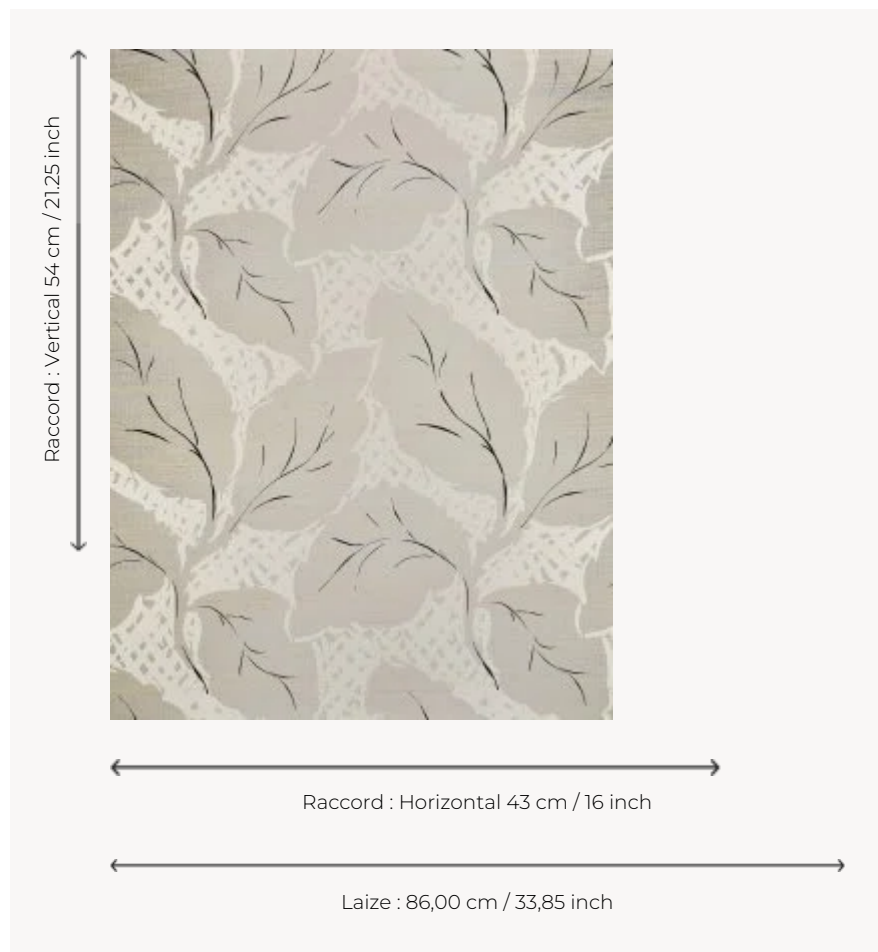 Raccord : Vertical 54 cm / 21.25 inch
Raccord : Horizontal 43 cm / 16 inch
Laize : 86,00 cm / 33,85 inch